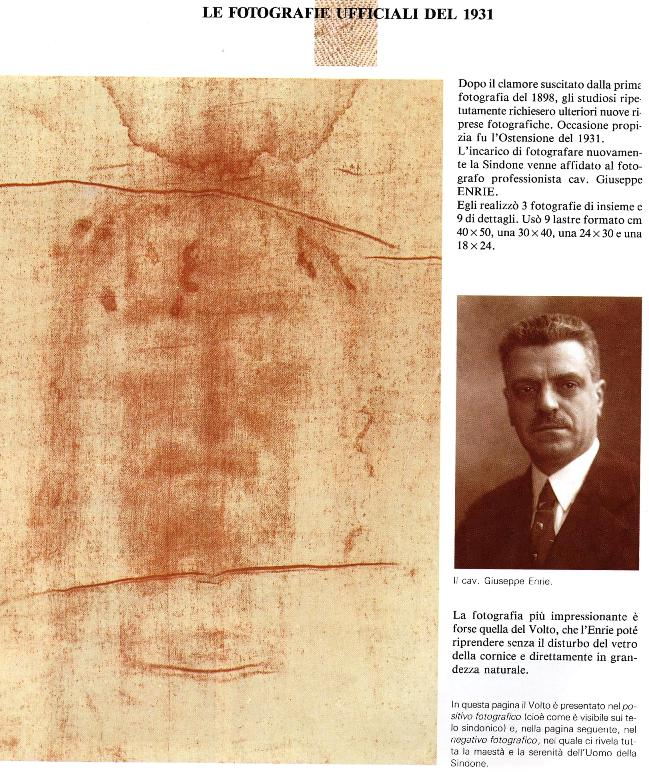 LE FOTOGRAFIE UFFICIALI DEL 1931
Dopo il clamore suscitato dalla prima
fotografia del 1898, gli studiosi ripe-
tutamente richiesero ulteriori nuove ri-
prese fotografiche. Occasione propi-
zia fu l'Ostensione del 1931.
L'incarico di fotografare nuovamen-
te la Sindone venne affidato al foto-
grafo professionista cav. Giuseppe
ENRIE.
Egli realizzò 3 fotografie di insieme e
9 di dettagli. Usò 9 lastre formato cm
40 × 50, una 30 × 40, una 24 × 30 e una
18 × 24.
Il cav. Giuseppe Enrie.
La fotografia più impressionante è
forse quella del Volto, che l'Enrie poté
riprendere senza il disturbo del vetro
della cornice e direttamente in gran-
dezza naturale.
In questa pagina il Volto è presentato nel po-
sitivo fotografico (cioè come è visibile sul te-
lo sindonico) e, nella pagina seguente, nel
negativo fotografico, nel quale ci rivela tut-
ta la maestà e la serenità dell'Uomo della
Sindone.